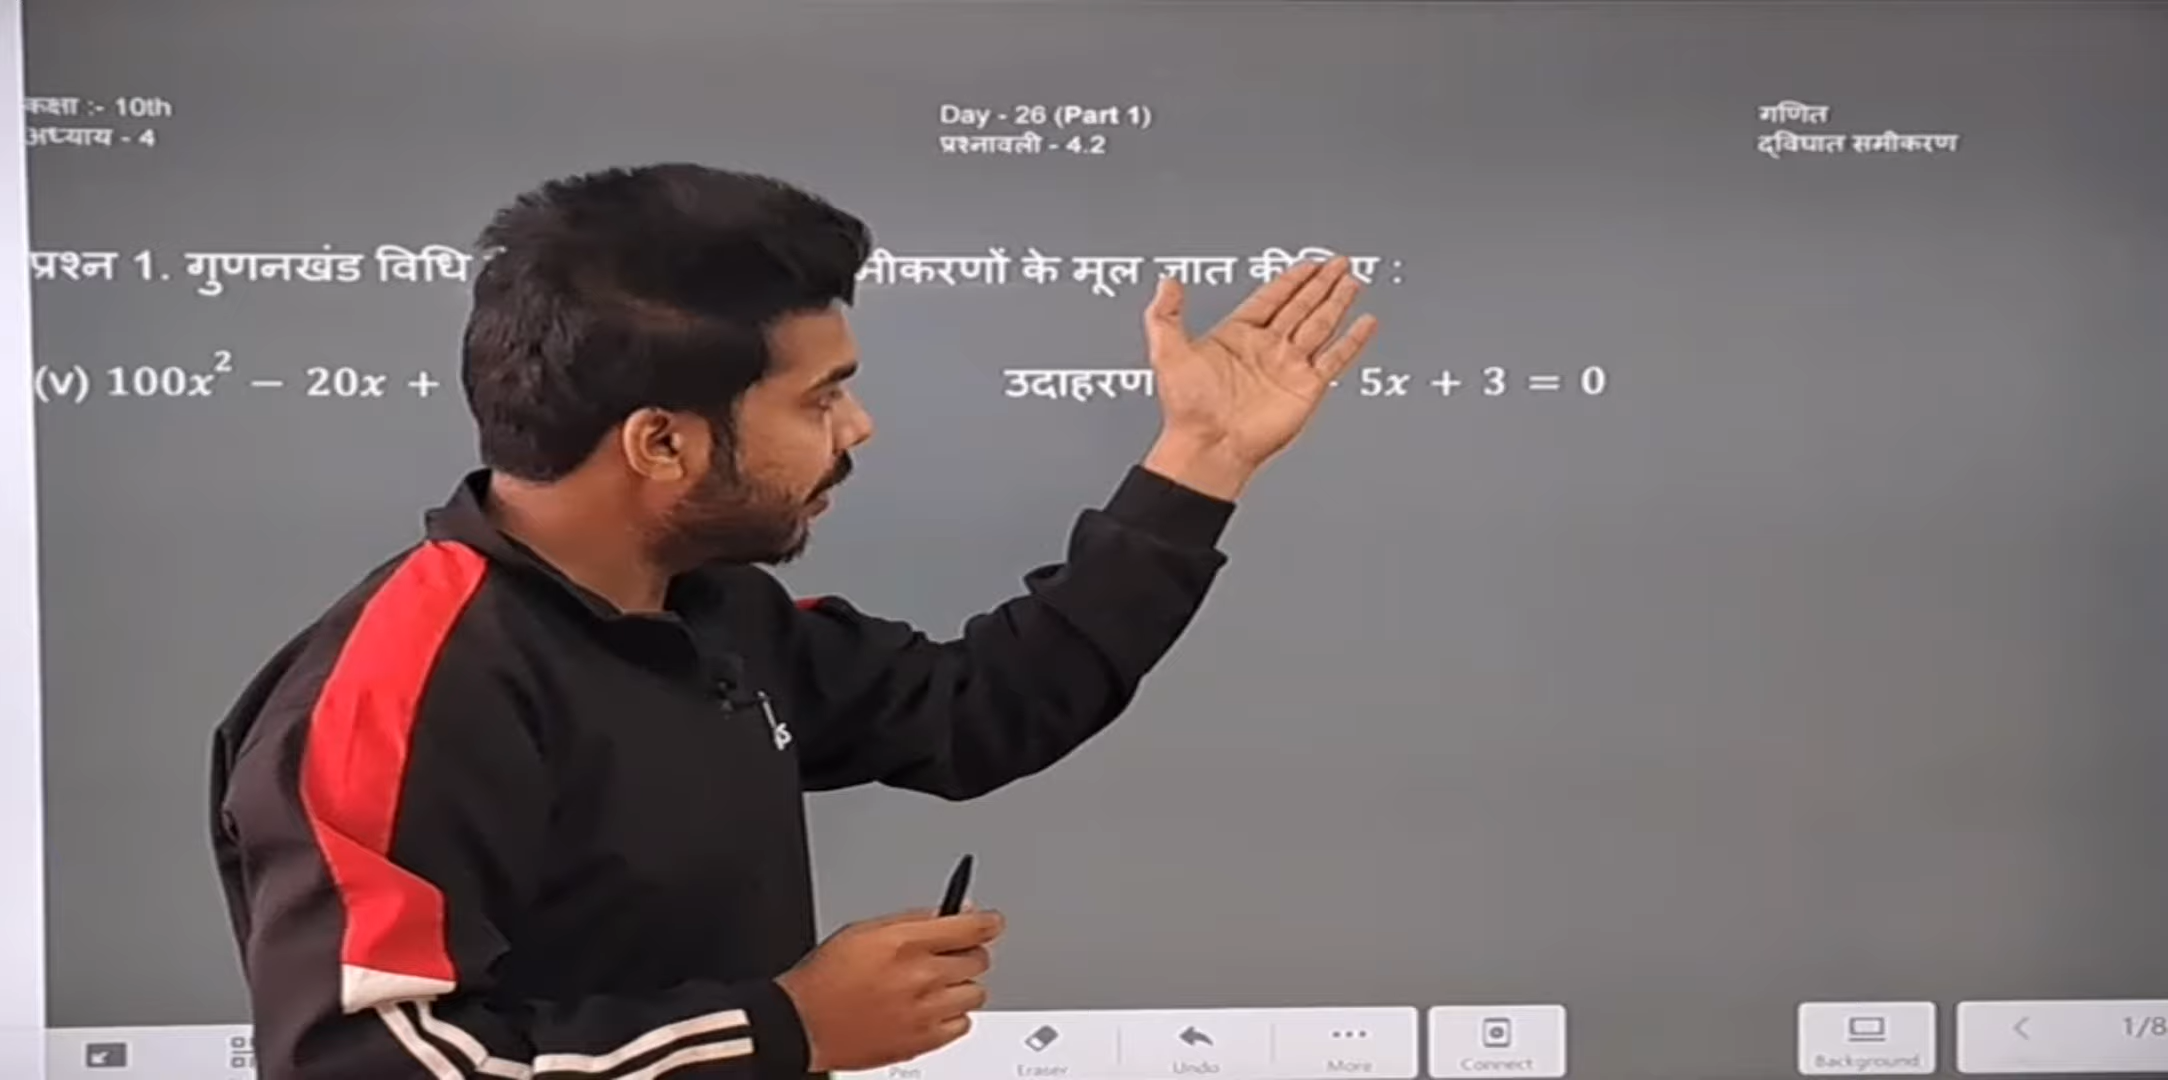 कक्षा :- 10th
अध्याय - 4
Day - 26 (Part 1)
प्रश्नावली - 4.2
गणित
द्विघात समीकरण
प्रश्न 1. गुणनखंड विधि मीकरणों के मूल ज्ञात :
(v) 100x² − 20x +
उदाहरण 5x + 3 = 0
Pen
Eraser
Undo
More
Connect
Background
1/8